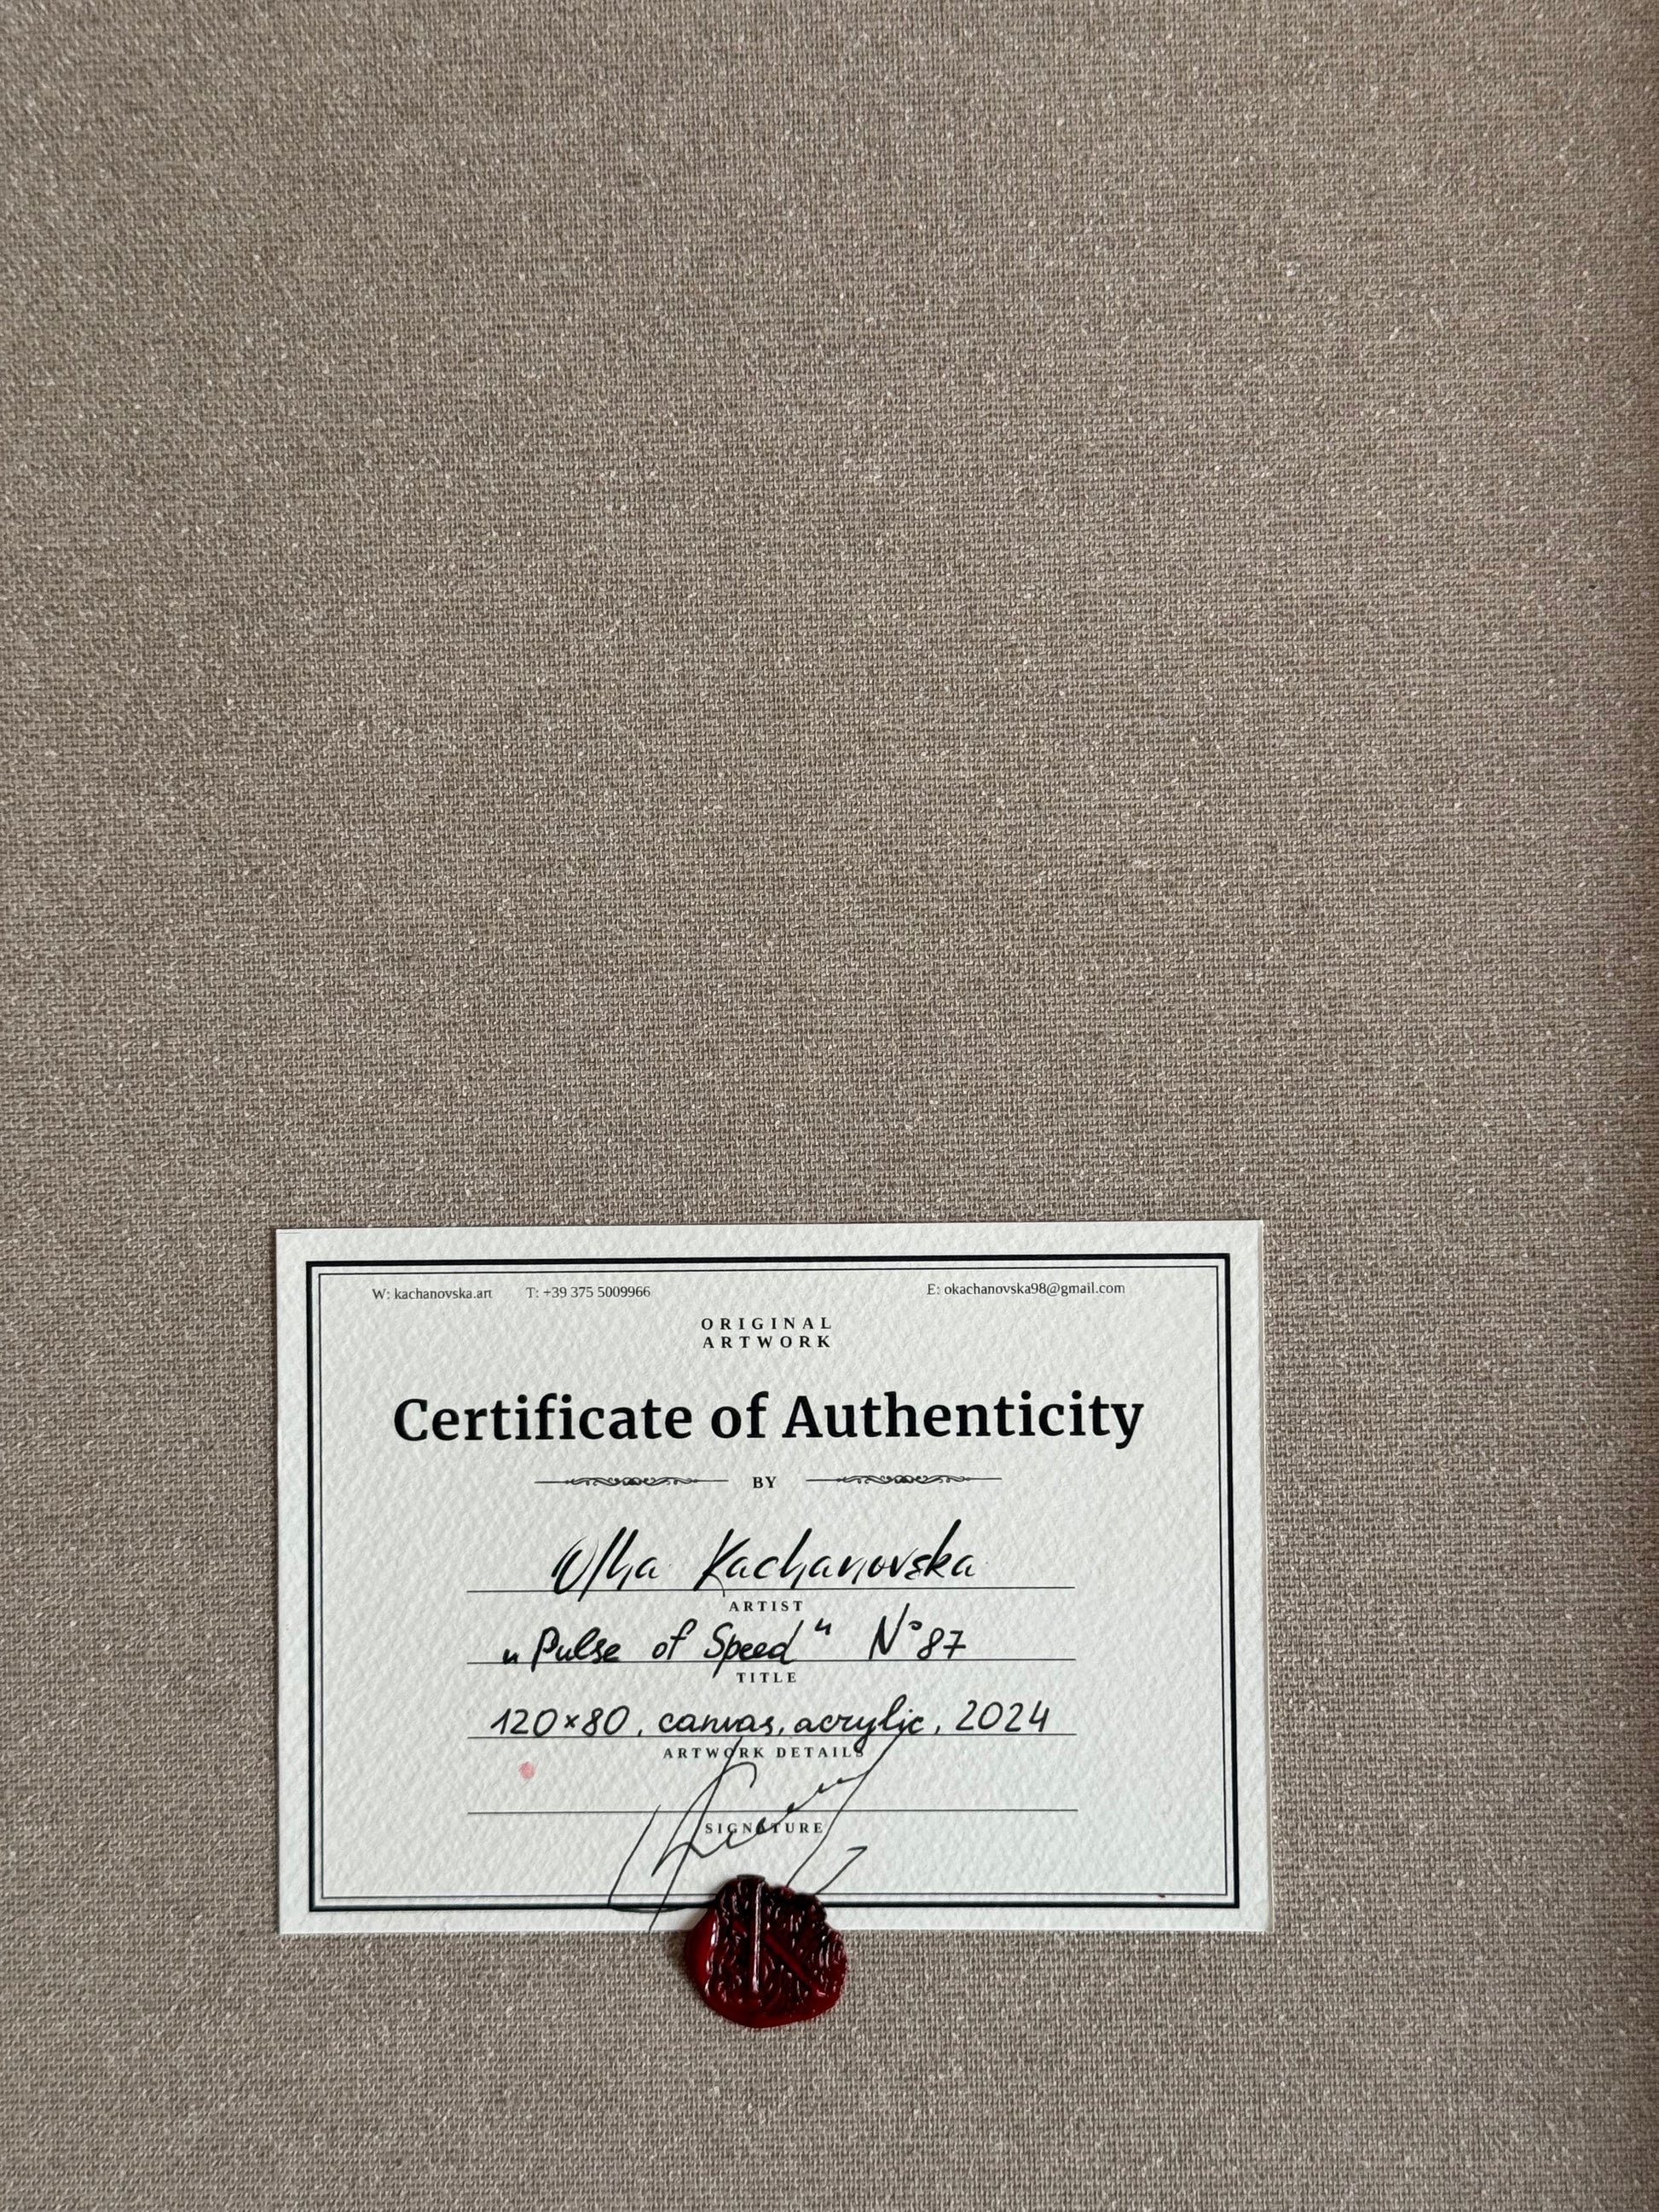 W: kachanovska.art T: +39 375 5009966 E: okachanovska98@gmail.com
ORIGINAL
ARTWORK
Certificate of Authenticity
BY
Olha Kachanovska
ARTIST
„Pulse of Speed“ N°87
TITLE
120×80, canvas, acrylic, 2024
ARTWORK DETAILS
SIGNATURE
K